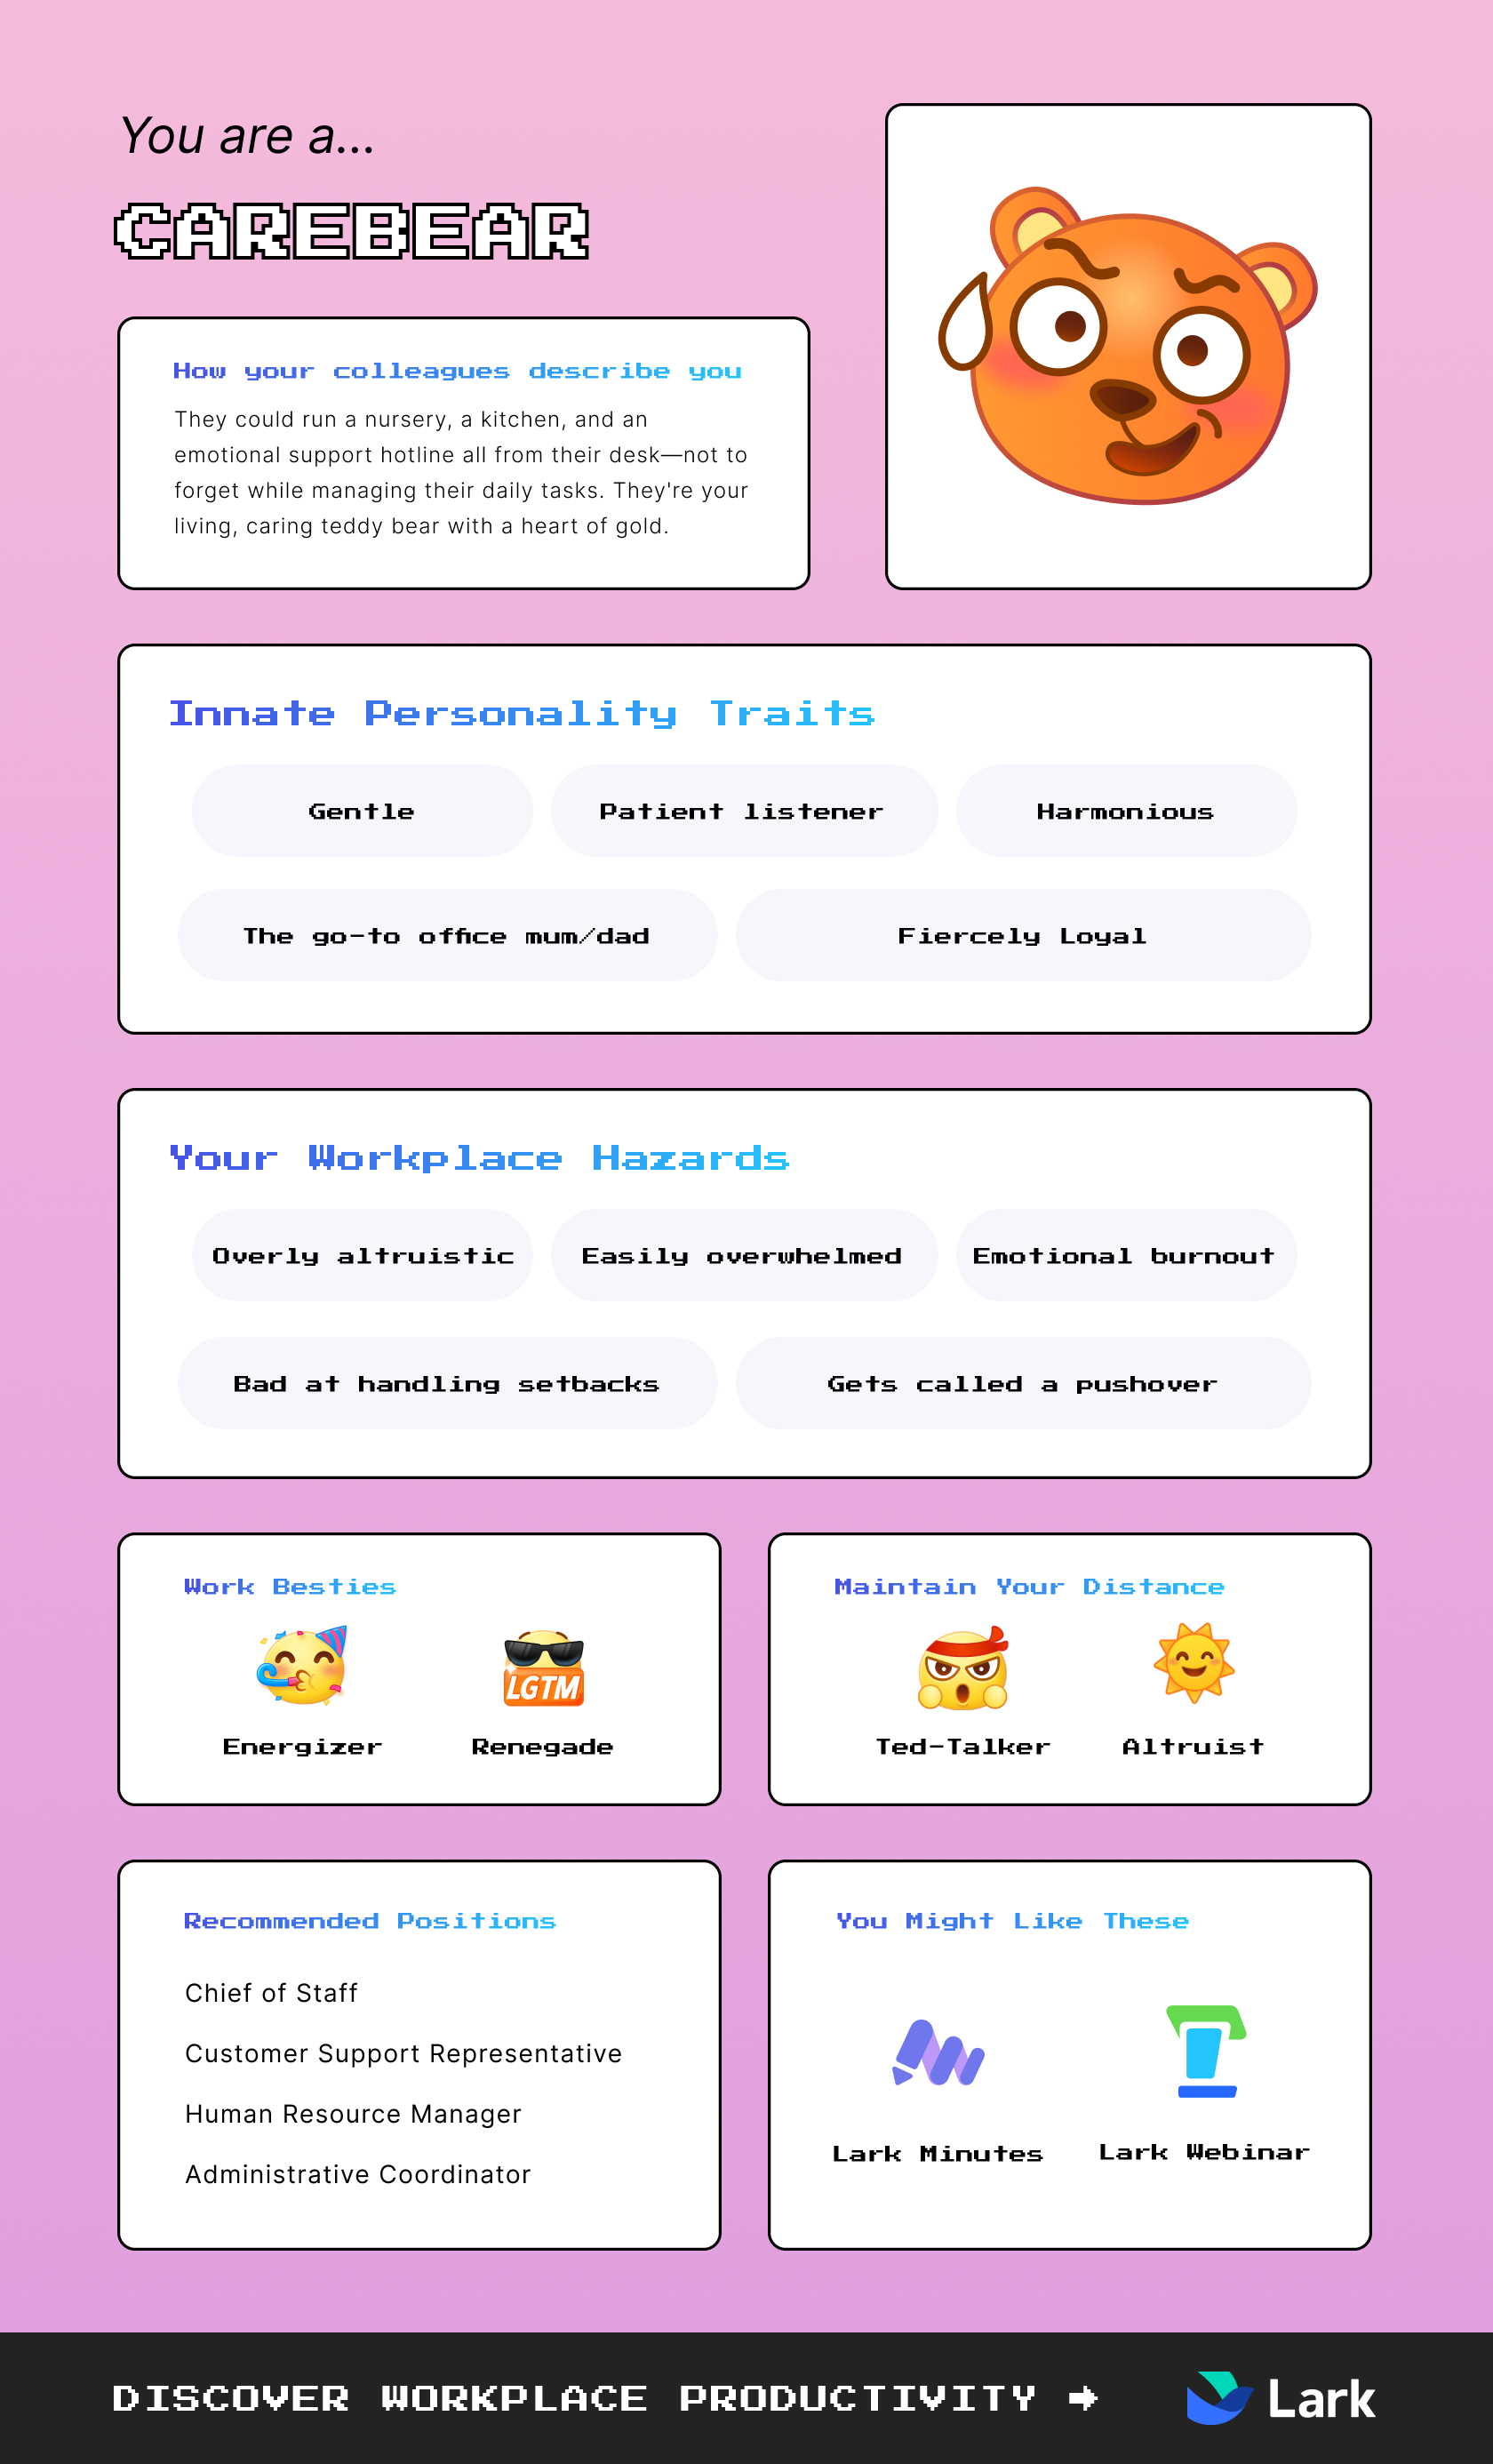 You are a...
CAREBEAR
How your colleagues describe you
They could run a nursery, a kitchen, and an
emotional support hotline all from their desk—not to
forget while managing their daily tasks. They're your
living, caring teddy bear with a heart of gold.
Innate Personality Traits
Gentle
Patient listener
Harmonious
The go-to office mum/dad
Fiercely Loyal
Your Workplace Hazards
Overly altruistic
Easily overwhelmed
Emotional burnout
Bad at handling setbacks
Gets called a pushover
Work Besties
LGTM
Energizer
Renegade
Maintain Your Distance
Ted-Talker
Altruist
Recommended Positions
Chief of Staff
Customer Support Representative
Human Resource Manager
Administrative Coordinator
You Might Like These
Lark Minutes
Lark Webinar
DISCOVER WORKPLACE PRODUCTIVITY →
Lark